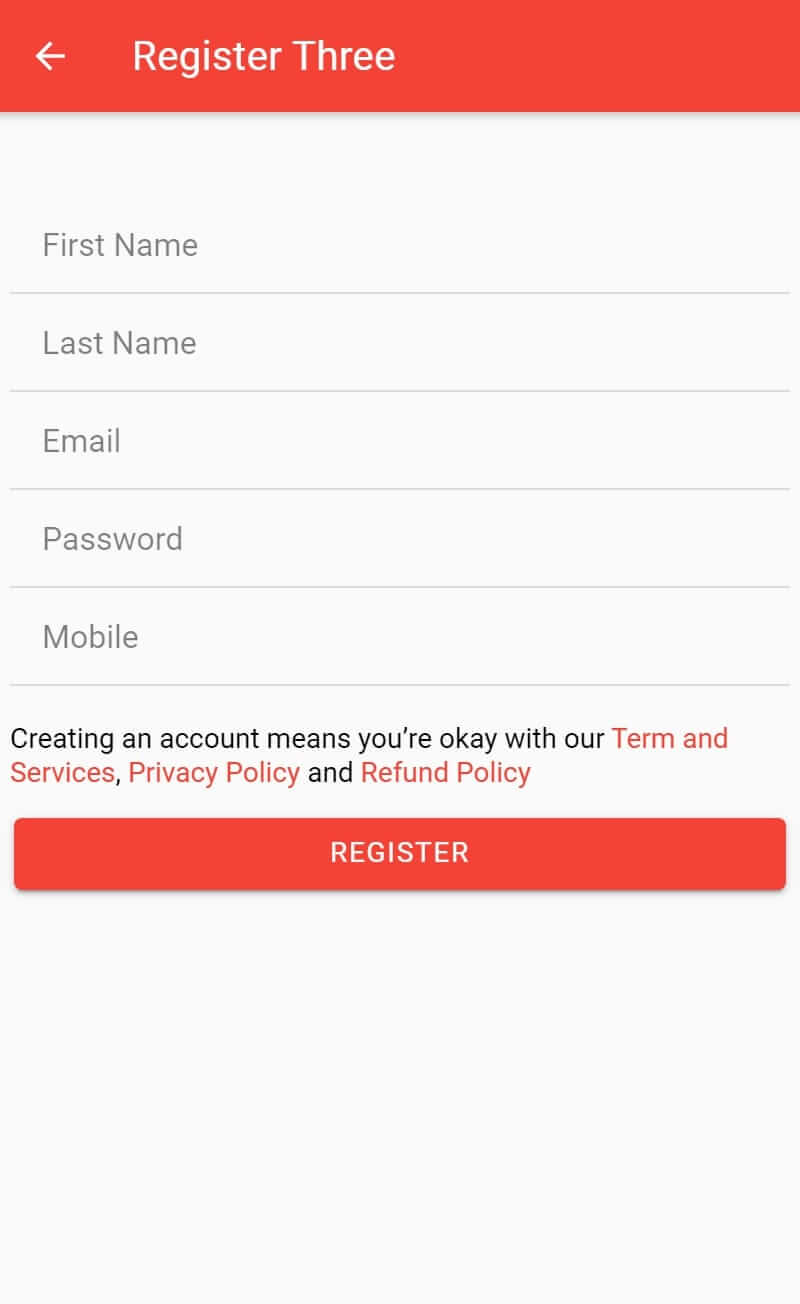 Register Three
First Name
Last Name
Email
Password
Mobile
Creating an account means you’re okay with our Term and
Services, Privacy Policy and Refund Policy
REGISTER